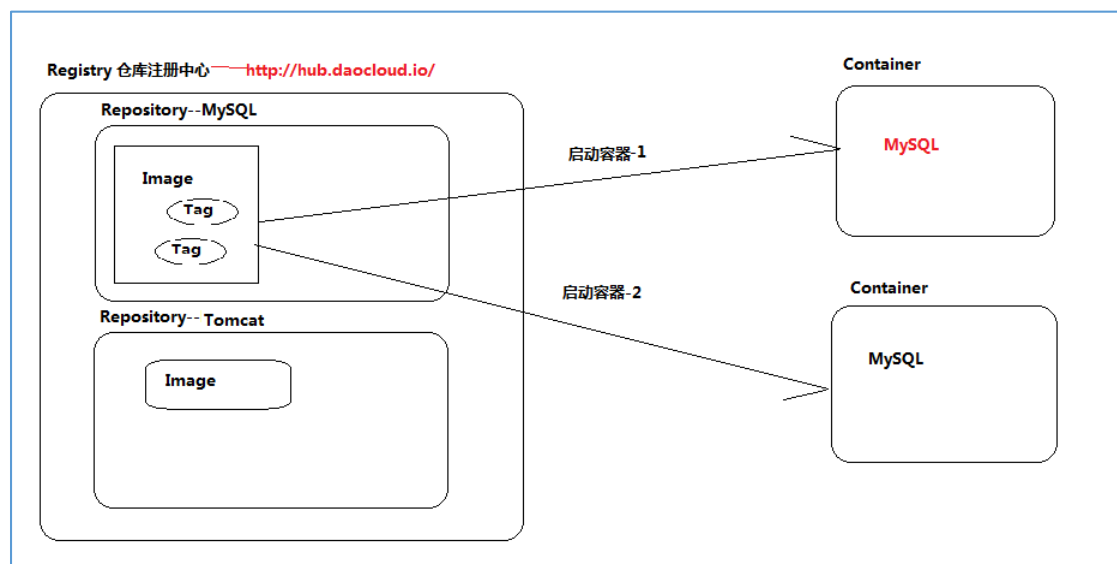 Registry 仓库注册中心 http://hub.daocloud.io/
Repository--MySQL
Image
Tag
Tag
Repository-- Tomcat
Image
启动容器-1
启动容器-2
Container
MySQL
Container
MySQL